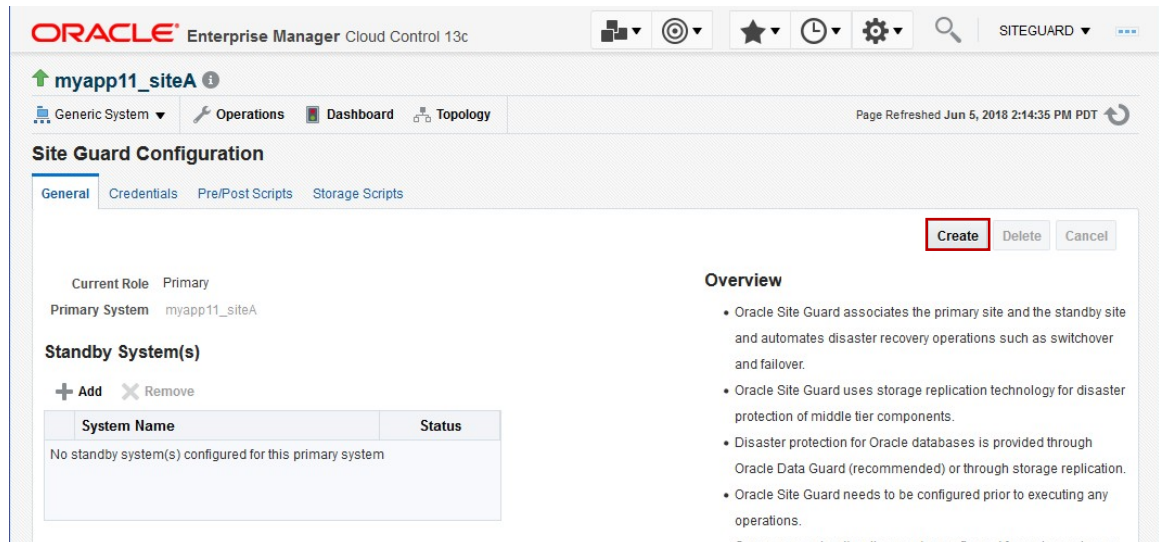 ORACLE Enterprise Manager Cloud Control 13c
SITEGUARD
myapp11_siteA
Generic System
Operations
Dashboard
Topology
Page Refreshed Jun 5, 2018 2:14:35 PM PDT
Site Guard Configuration
General
Credentials
Pre/Post Scripts
Storage Scripts
Create
Delete
Cancel
Current Role Primary
Primary System myapp11_siteA
Standby System(s)
Add
Remove
System Name
Status
No standby system(s) configured for this primary system
Overview
• Oracle Site Guard associates the primary site and the standby site
and automates disaster recovery operations such as switchover
and failover.
• Oracle Site Guard uses storage replication technology for disaster
protection of middle tier components.
• Disaster protection for Oracle databases is provided through
Oracle Data Guard (recommended) or through storage replication.
• Oracle Site Guard needs to be configured prior to executing any
operations.